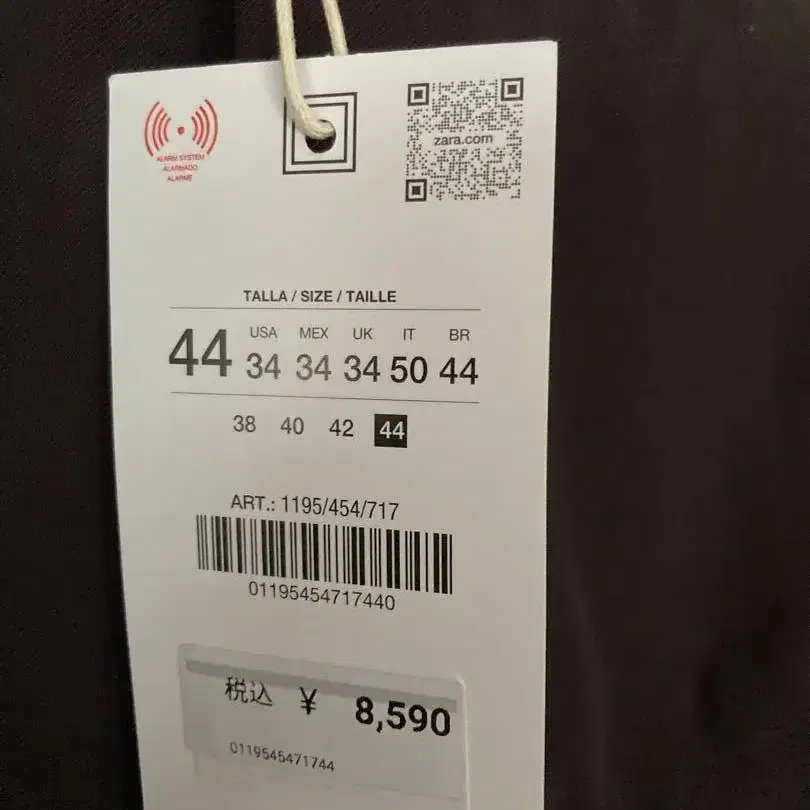 ALARM SYSTEM
ALARMADO
ALARME
zara.com
TALLA / SIZE / TAILLE
44
USA MEX UK IT BR
34 34 34 50 44
38 40 42 44
ART.: 1195/454/717
01195454717440
税込 ¥ 8,590
0119545471744